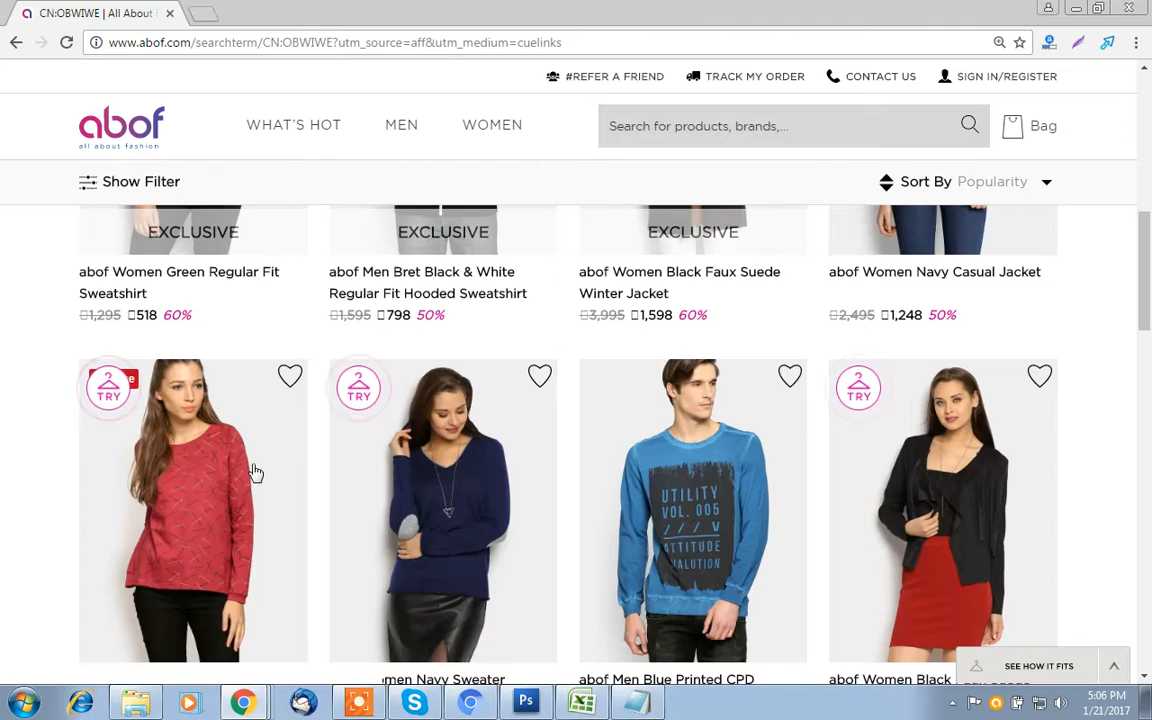 CN:OBWIWE | All About
www.abof.com/searchterm/CN:OBWIWE?utm_source=aff&utm_medium=cuelinks
#REFER A FRIEND TRACK MY ORDER CONTACT US SIGN IN/REGISTER
abof
all about fashion
WHAT'S HOT MEN WOMEN
Search for products, brands,...
Bag
Show Filter
Sort By Popularity
EXCLUSIVE EXCLUSIVE EXCLUSIVE
abof Women Green Regular Fit
Sweatshirt
1,295 518 60%
abof Men Bret Black & White
Regular Fit Hooded Sweatshirt
1,595 798 50%
abof Women Black Faux Suede
Winter Jacket
3,995 1,598 60%
abof Women Navy Casual Jacket
2,495 1,248 50%
TRY
TRY
TRY
UTILITY
VOL. 005
/// V
ATTITUDE
SEE HOW IT FITS
Navy Sweater
abof Men Blue Printed CPD
abof Women Black
Ps
5:06 PM
1/21/2017